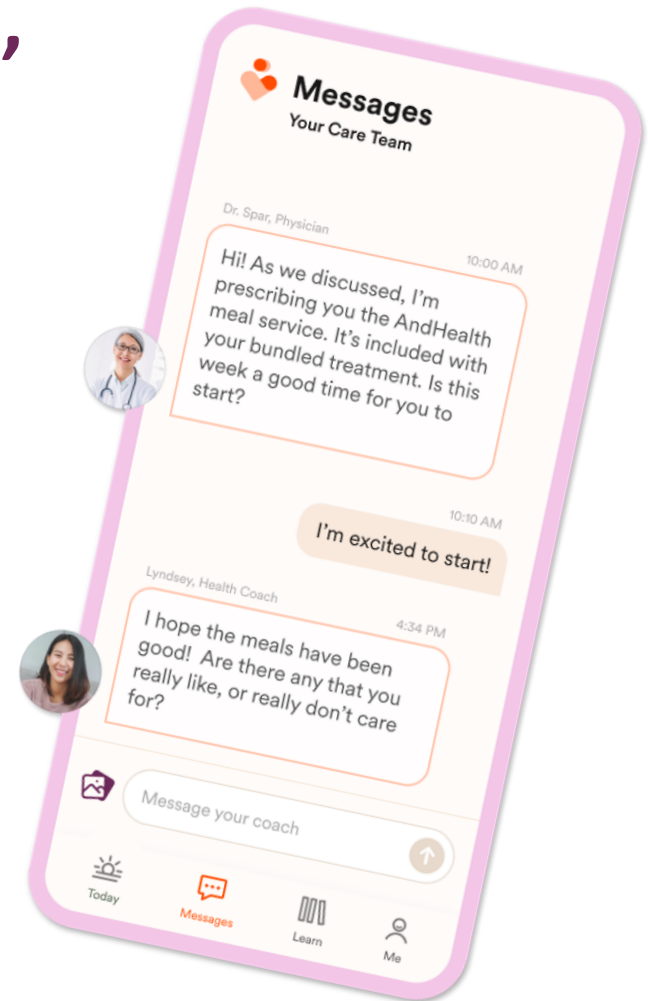 ,
Messages
Your Care Team
Dr. Spar, Physician
10:00 AM
Hi! As we discussed, I’m
prescribing you the AndHealth
meal service. It’s included with
your bundled treatment. Is this
week a good time for you to
start?
10:10 AM
I’m excited to start!
Lyndsey, Health Coach
4:34 PM
I hope the meals have been
good!  Are there any that you
really like, or really don’t care
for?
Message your coach
Today
Messages
Learn
Me